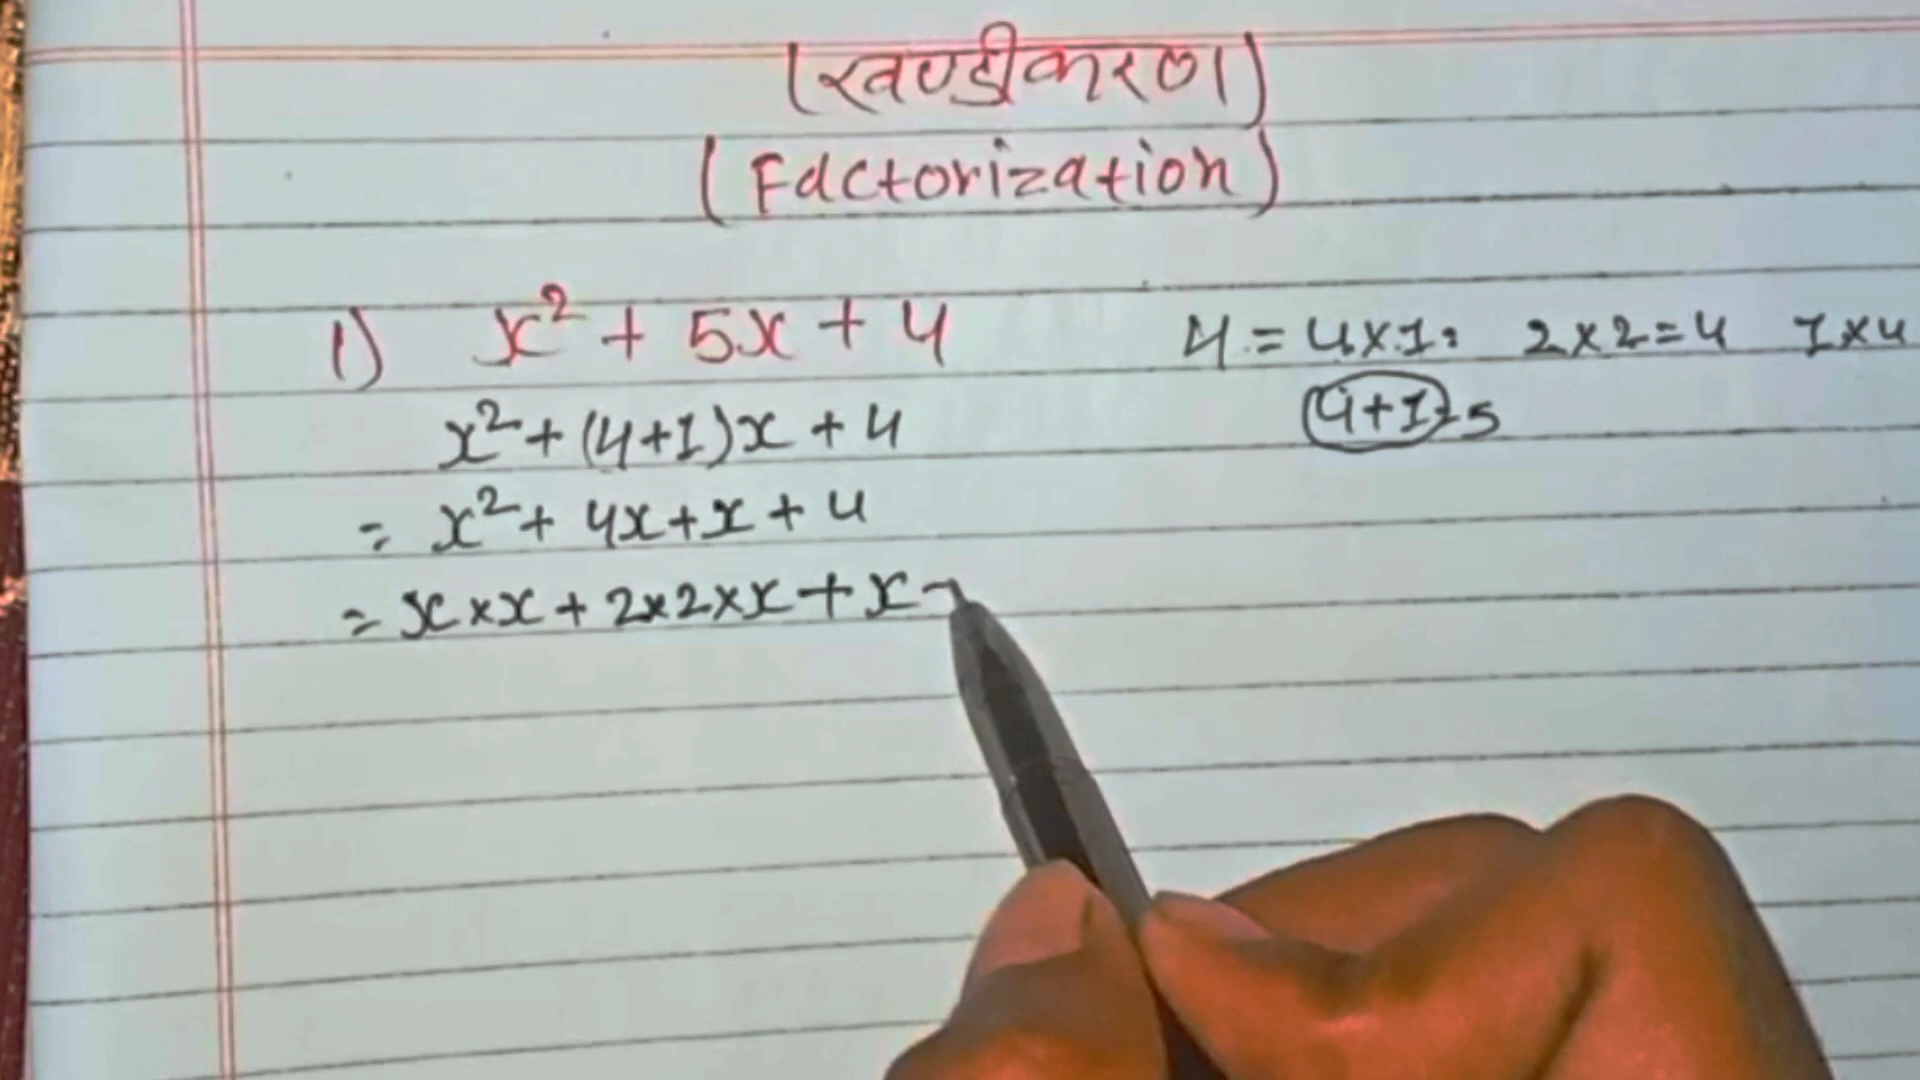 (खण्डीकरण)
(Factorization)
1) x² + 5x + 4
4 = 4×1: 2×2=4 1×4
x² + (4+1)x + 4
4+1=5
= x² + 4x + x + 4
= x×x + 2×2×x + x -